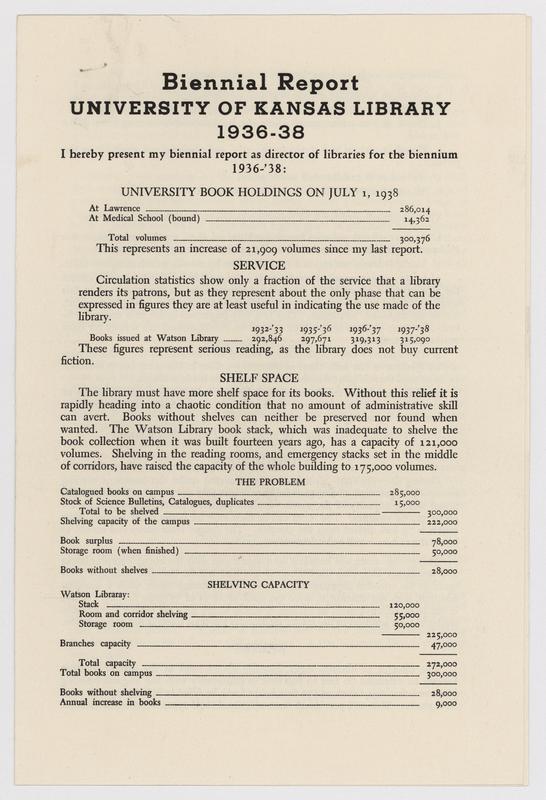 Biennial Report
UNIVERSITY OF KANSAS LIBRARY
1936-38
I hereby present my biennial report as director of libraries for the biennium
1936-'38:
UNIVERSITY BOOK HOLDINGS ON JULY 1, 1938
At Lawrence 286,014
At Medical School (bound) 14,362
Total volumes 300,376
This represents an increase of 21,909 volumes since my last report.
SERVICE
Circulation statistics show only a fraction of the service that a library
renders its patrons, but as they represent about the only phase that can be
expressed in figures they are at least useful in indicating the use made of the
library.
1932-'33 1935-'36 1936-'37 1937-'38
Books issued at Watson Library 292,846 297,671 319,313 315,090
These figures represent serious reading, as the library does not buy current
fiction.
SHELF SPACE
The library must have more shelf space for its books. Without this relief it is
rapidly heading into a chaotic condition that no amount of administrative skill
can avert. Books without shelves can neither be preserved nor found when
wanted. The Watson Library book stack, which was inadequate to shelve the
book collection when it was built fourteen years ago, has a capacity of 121,000
volumes. Shelving in the reading rooms, and emergency stacks set in the middle
of corridors, have raised the capacity of the whole building to 175,000 volumes.
THE PROBLEM
Catalogued books on campus 285,000
Stock of Science Bulletins, Catalogues, duplicates 15,000
Total to be shelved 300,000
Shelving capacity of the campus 222,000
Book surplus 78,000
Storage room (when finished) 50,000
Books without shelves 28,000
SHELVING CAPACITY
Watson Libraray:
Stack 120,000
Room and corridor shelving 55,000
Storage room 50,000
225,000
Branches capacity 47,000
Total capacity 272,000
Total books on campus 300,000
Books without shelving 28,000
Annual increase in books 9,000